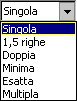 Singola
Singola
1,5 righe
Doppia
Minima
Esatta
Multipla